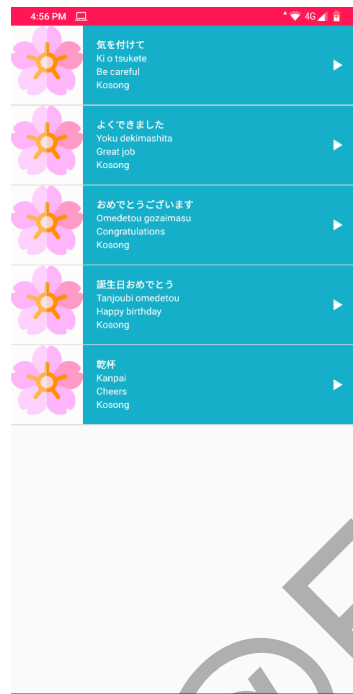 4:56 PM
4G
気を付けて
Ki o tsukete
Be careful
Kosong
よくできました
Yoku dekimashita
Great job
Kosong
おめでとうございます
Omedetou gozaimasu
Congratulations
Kosong
誕生日おめでとう
Tanjoubi omedetou
Happy birthday
Kosong
乾杯
Kanpai
Cheers
Kosong